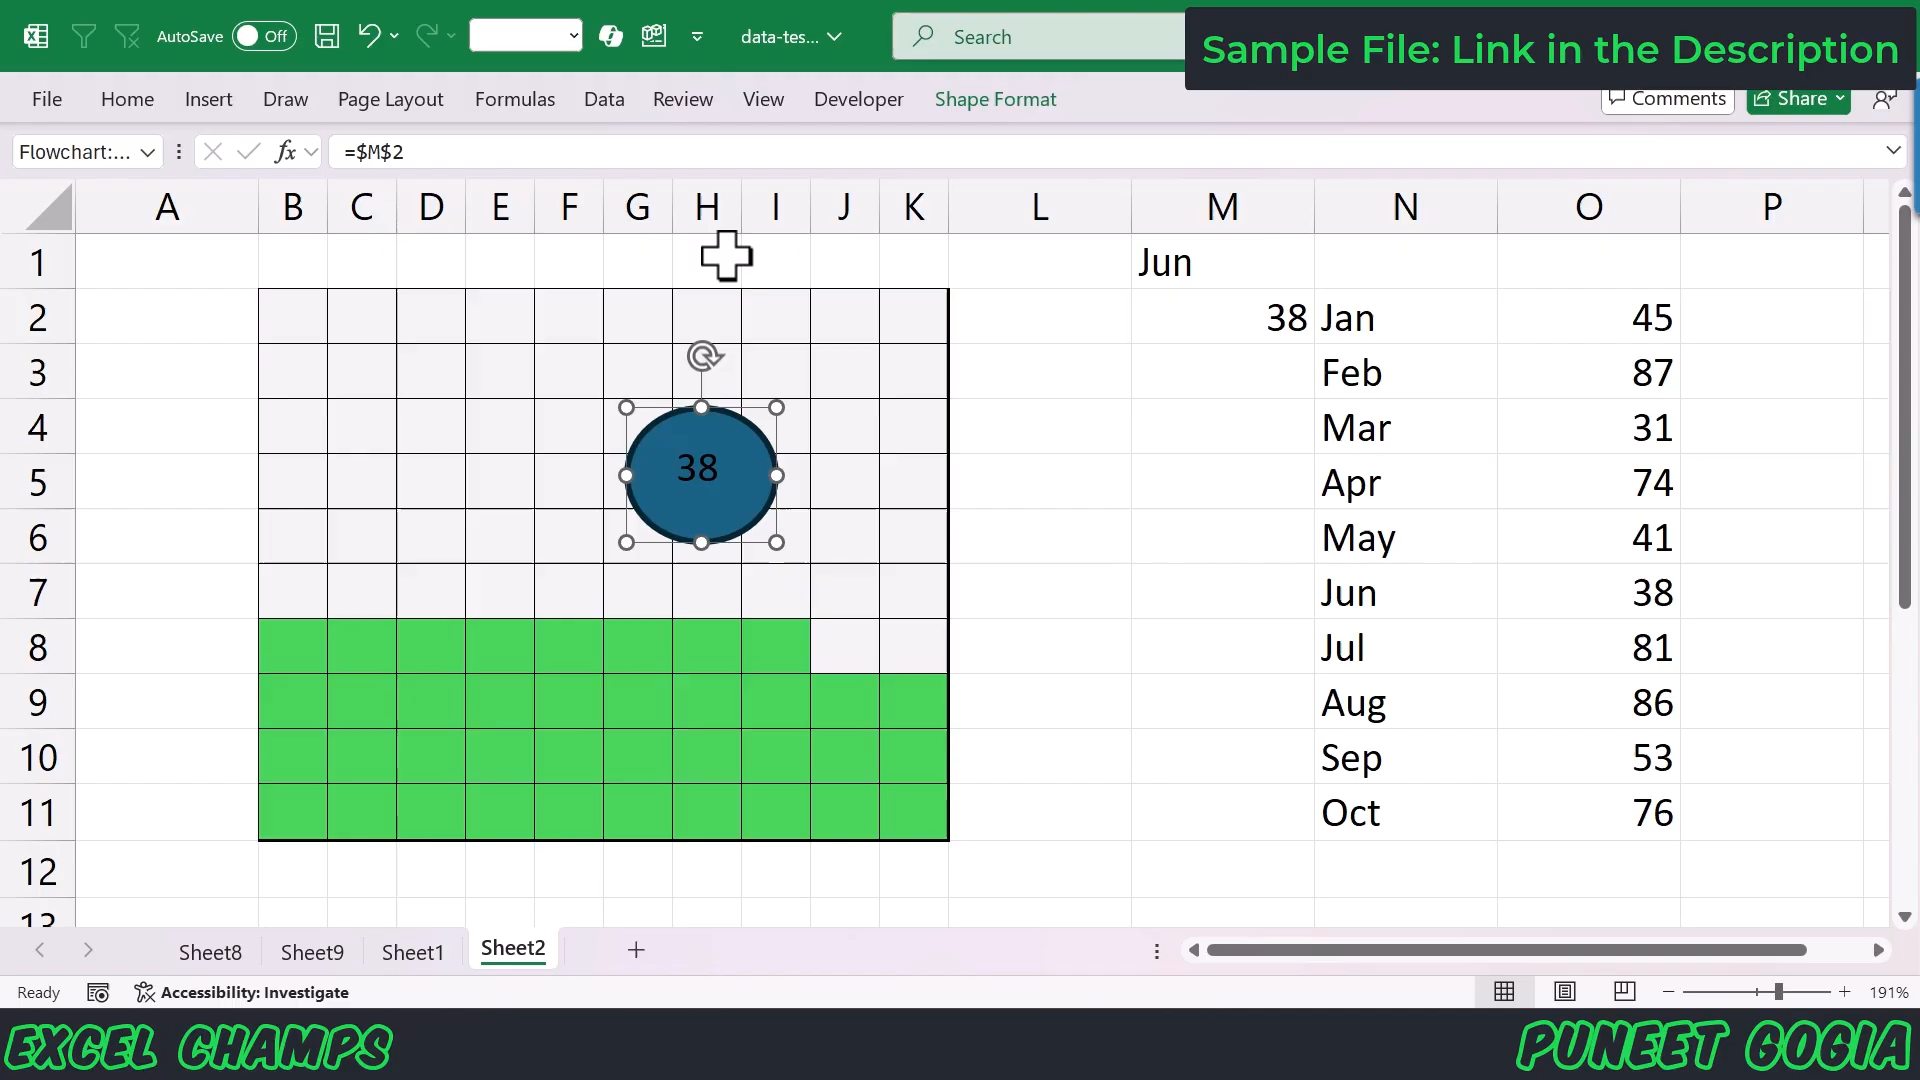 AutoSave Off data-tes... Search
Sample File: Link in the Description
File Home Insert Draw Page Layout Formulas Data Review View Developer Shape Format Comments Share
Flowchart:... fx =$M$2
A B C D E F G H I J K L M N O P
1 Jun
2 38 Jan 45
3 Feb 87
4 Mar 31
5 38 Apr 74
6 May 41
7 Jun 38
8 Jul 81
9 Aug 86
10 Sep 53
11 Oct 76
12
13
Sheet8 Sheet9 Sheet1 Sheet2
Ready Accessibility: Investigate 191%
EXCEL CHAMPS PUNEET GOGIA